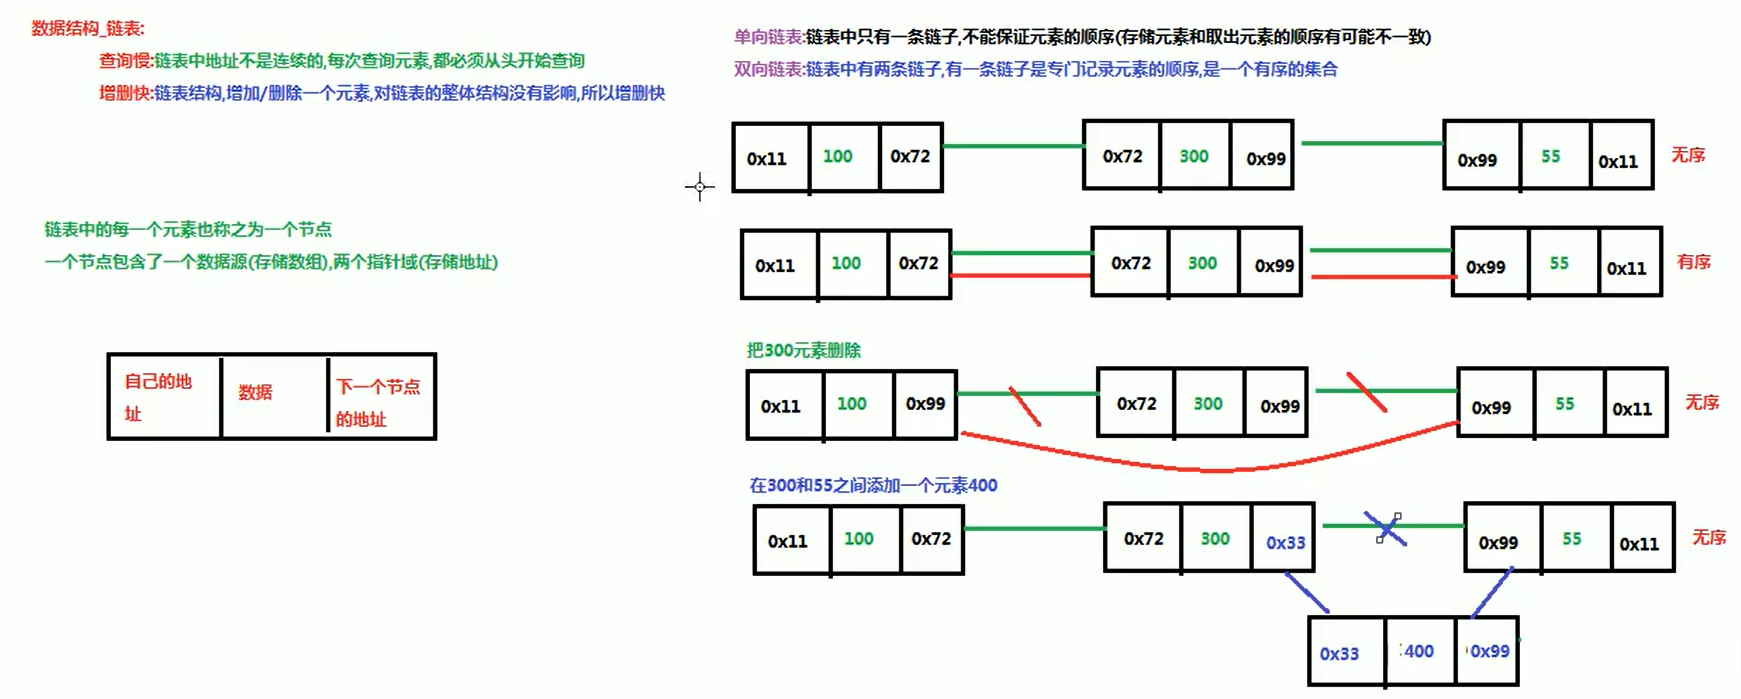 数据结构_链表:
查询慢:链表中地址不是连续的,每次查询元素,都必须从头开始查询
增删快:链表结构,增加/删除一个元素,对链表的整体结构没有影响,所以增删快
链表中的每一个元素也称之为一个节点
一个节点包含了一个数据源(存储数组),两个指针域(存储地址)
自己的地
址
数据
下一个节点
的地址
单向链表:链表中只有一条链子,不能保证元素的顺序(存储元素和取出元素的顺序有可能不一致)
双向链表:链表中有两条链子,有一条链子是专门记录元素的顺序,是一个有序的集合
0x11 100 0x72 0x72 300 0x99 0x99 55 0x11 无序
0x11 100 0x72 0x72 300 0x99 0x99 55 0x11 有序
把300元素删除
0x11 100 0x99 0x72 300 0x99 0x99 55 0x11 无序
在300和55之间添加一个元素400
0x11 100 0x72 0x72 300 0x33 0x99 55 0x11 无序
0x33 400 0x99